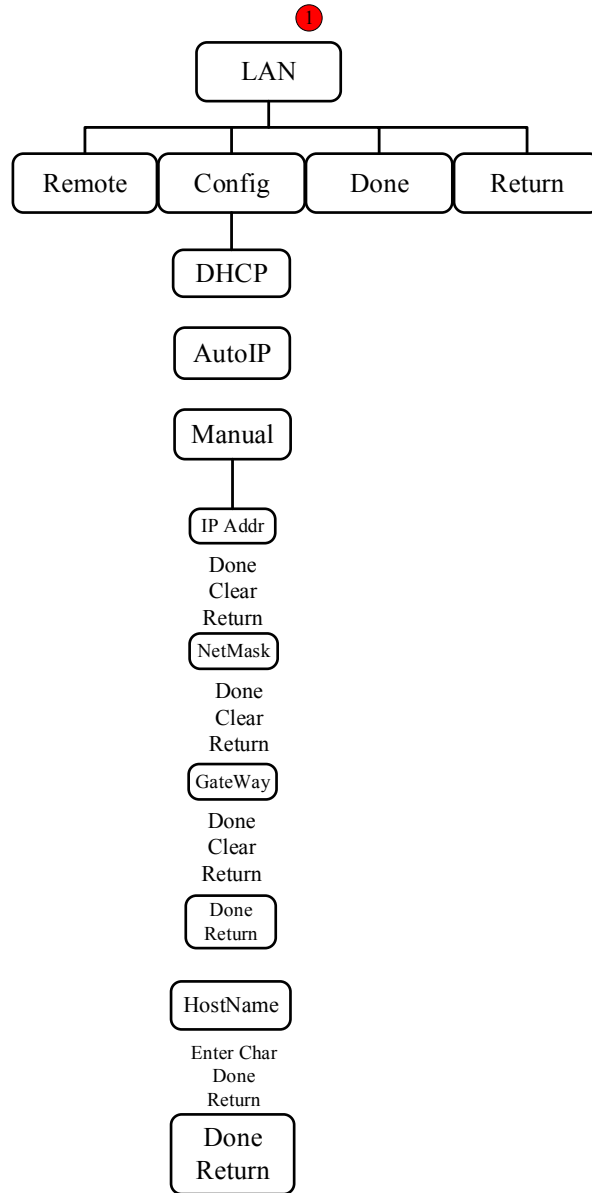 1
LAN
Remote Config Done Return
DHCP
AutoIP
Manual
IP Addr
Done
Clear
Return
NetMask
Done
Clear
Return
GateWay
Done
Clear
Return
Done
Return
HostName
Enter Char
Done
Return
Done
Return